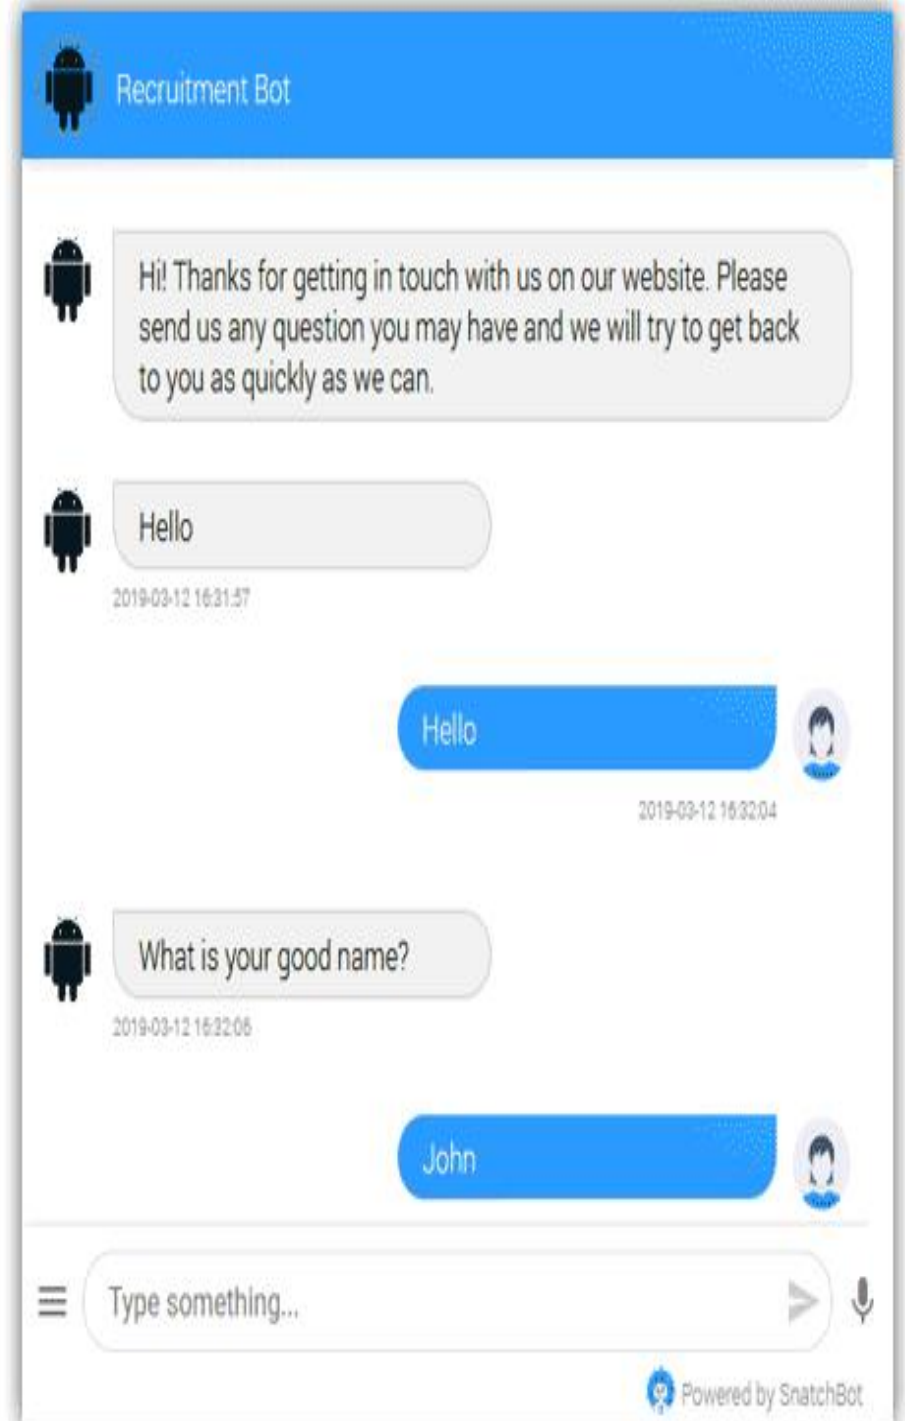 Recruitment Bot
Hi! Thanks for getting in touch with us on our website. Please
send us any question you may have and we will try to get back
to you as quickly as we can.
Hello
2019-03-12 16:31:57
Hello
2019-03-12 16:32:04
What is your good name?
2019-03-12 16:32:06
John
Type something...
Powered by SnatchBot